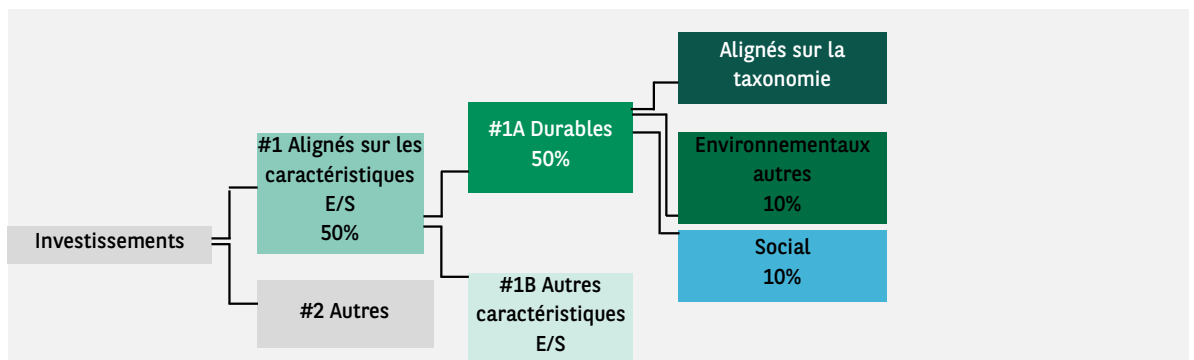 Investissements
#1 Alignés sur les
caractéristiques
E/S
50%
#2 Autres
#1A Durables
50%
#1B Autres
caractéristiques
E/S
Alignés sur la
taxonomie
Environnementaux
autres
10%
Social
10%